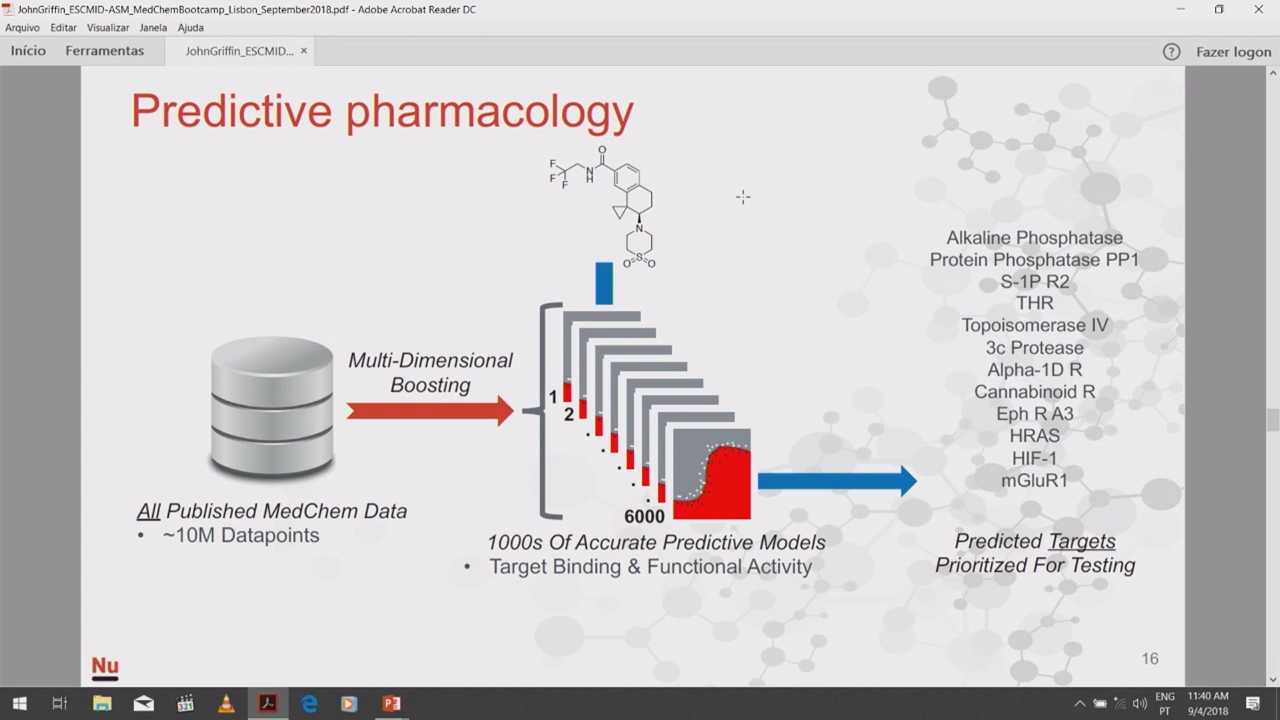 JohnGriffin_ESCMID-ASM_MedChemBootcamp_Lisbon_September2018.pdf - Adobe Acrobat Reader DC
Arquivo Editar Visualizar Janela Ajuda
Início Ferramentas JohnGriffin_ESCMID... × ? Fazer logon
Predictive pharmacology
O
F
F
F
N
H
N
S
O O
Alkaline Phosphatase
Protein Phosphatase PP1
S-1P R2
THR
Topoisomerase IV
3c Protease
Alpha-1D R
Cannabinoid R
Eph R A3
HRAS
HIF-1
mGluR1
Multi-Dimensional
Boosting
1
2
6000
All Published MedChem Data
• ~10M Datapoints
1000s Of Accurate Predictive Models
• Target Binding & Functional Activity
Predicted Targets
Prioritized For Testing
Nu
16
ENG
PT
11:40 AM
9/4/2018